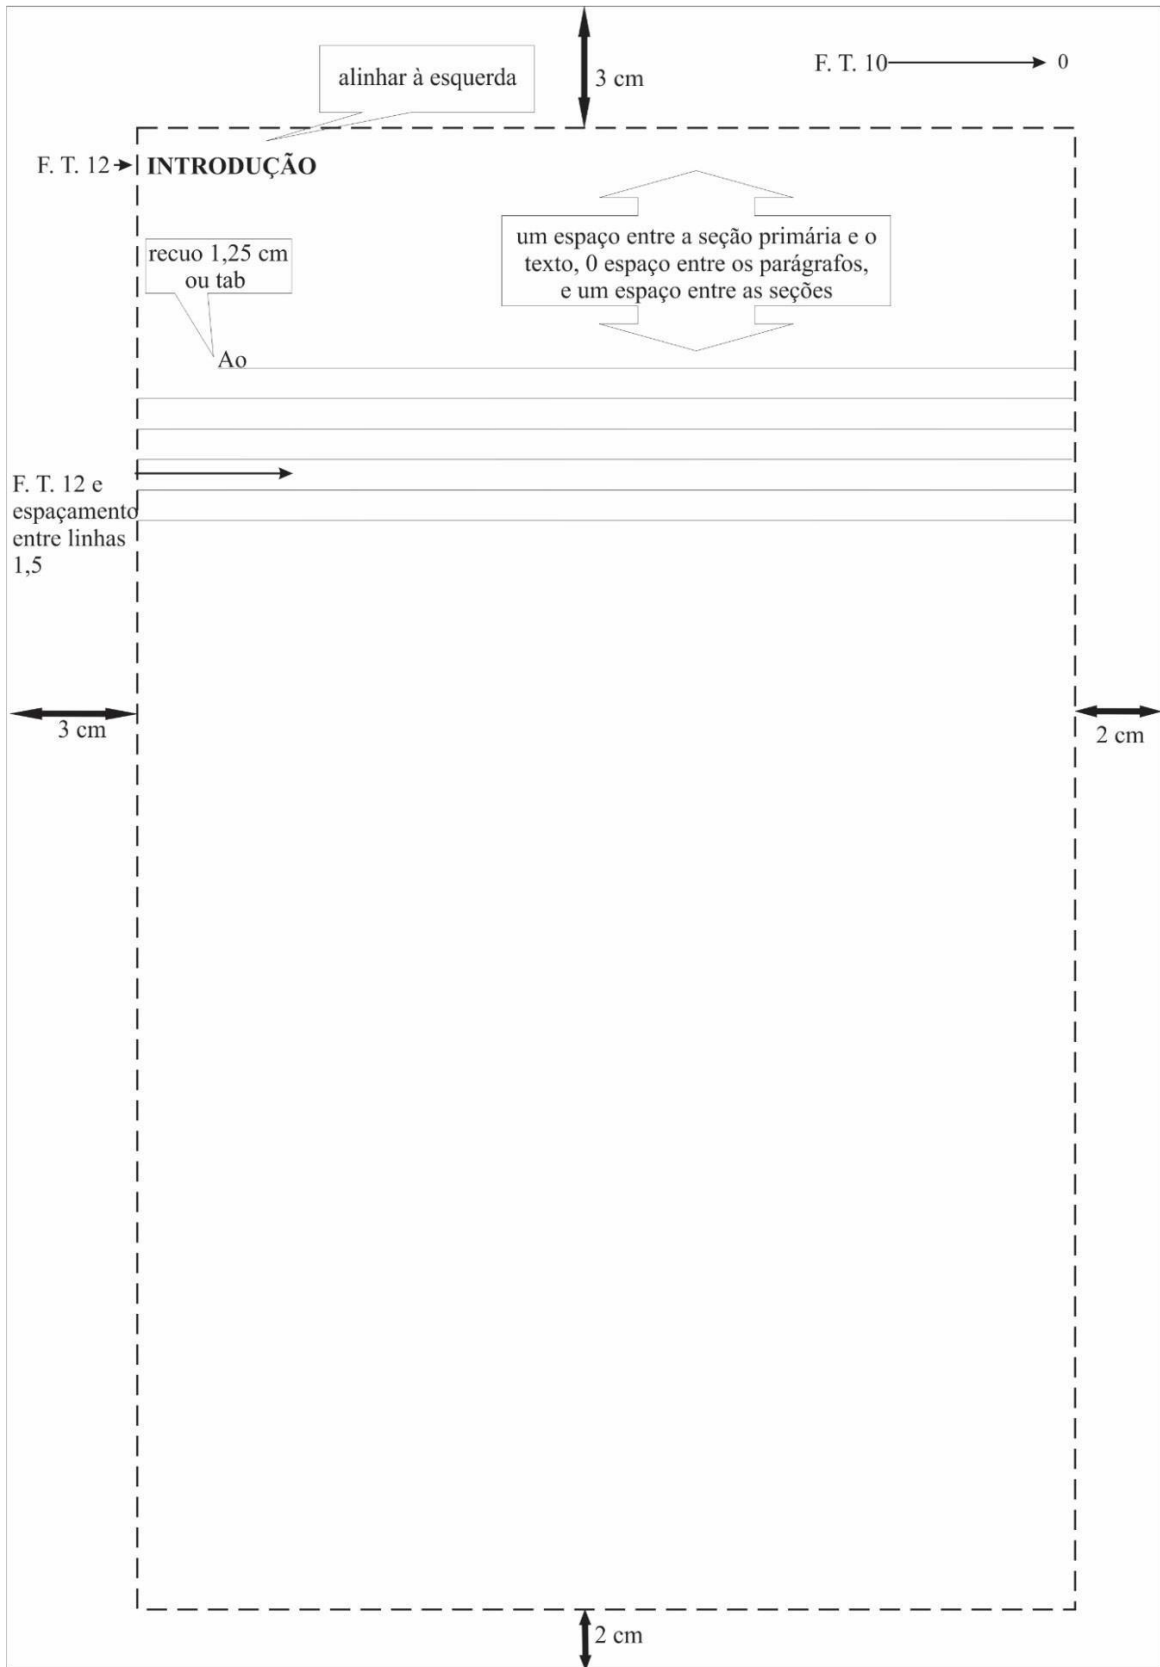 F. T. 10 0
alinhar à esquerda
3 cm
F. T. 12 INTRODUÇÃO
um espaço entre a seção primária e o
texto, 0 espaço entre os parágrafos,
e um espaço entre as seções
recuo 1,25 cm
ou tab
Ao
F. T. 12 e
espaçamento
entre linhas
1,5
3 cm
2 cm
2 cm